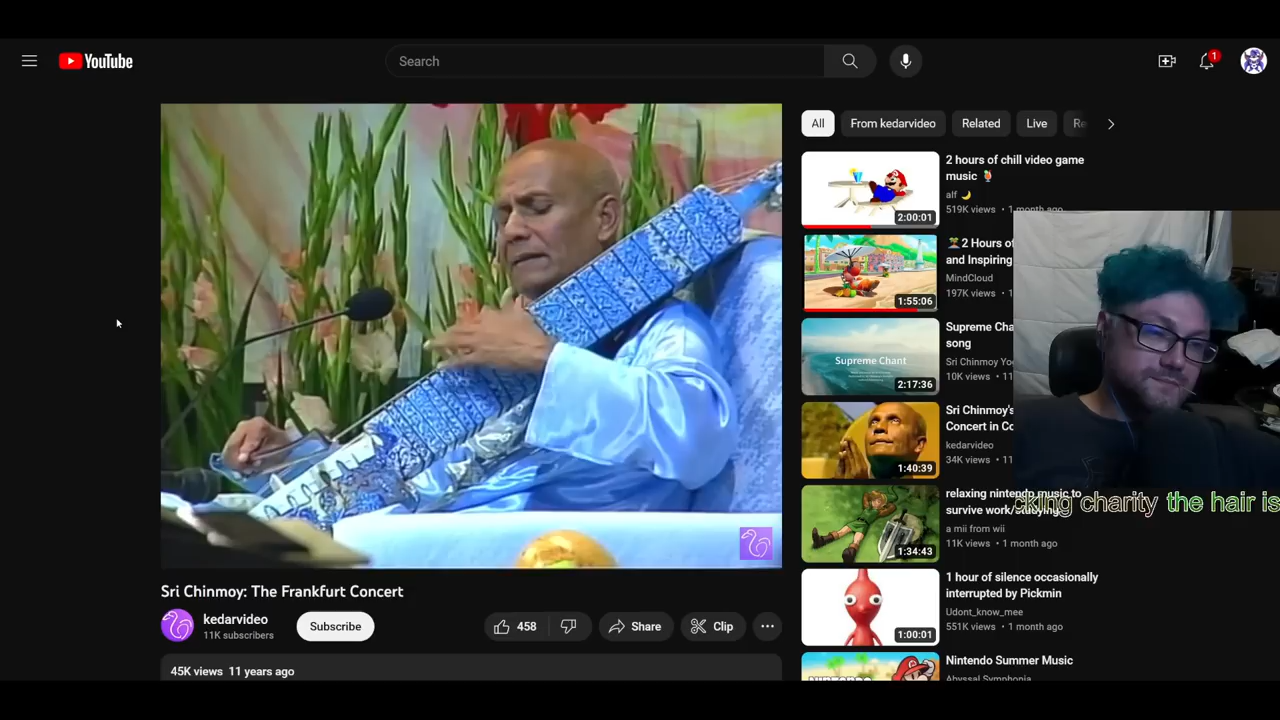 YouTube
Search
1
All
From kedarvideo
Related
Live
Re
2 hours of chill video game
music
alf
519K views • 1 month ago
2:00:01
2 Hours of
and Inspiring
MindCloud
197K views • 1
1:55:06
Supreme Cha
song
Sri Chinmoy Yo
10K views • 11
Supreme Chant
2:17:36
Sri Chinmoy's
Concert in Co
kedarvideo
34K views • 11
1:40:39
relaxing nintendo music to
survive work/studying
a mii from wii
11K views • 1 month ago
1:34:43
cking charity the hair is
1 hour of silence occasionally
interrupted by Pickmin
Udont_know_mee
551K views • 1 month ago
1:00:01
Nintendo Summer Music
Abyssal Symphonia
Sri Chinmoy: The Frankfurt Concert
kedarvideo
11K subscribers
Subscribe
458
Share
Clip
45K views 11 years ago